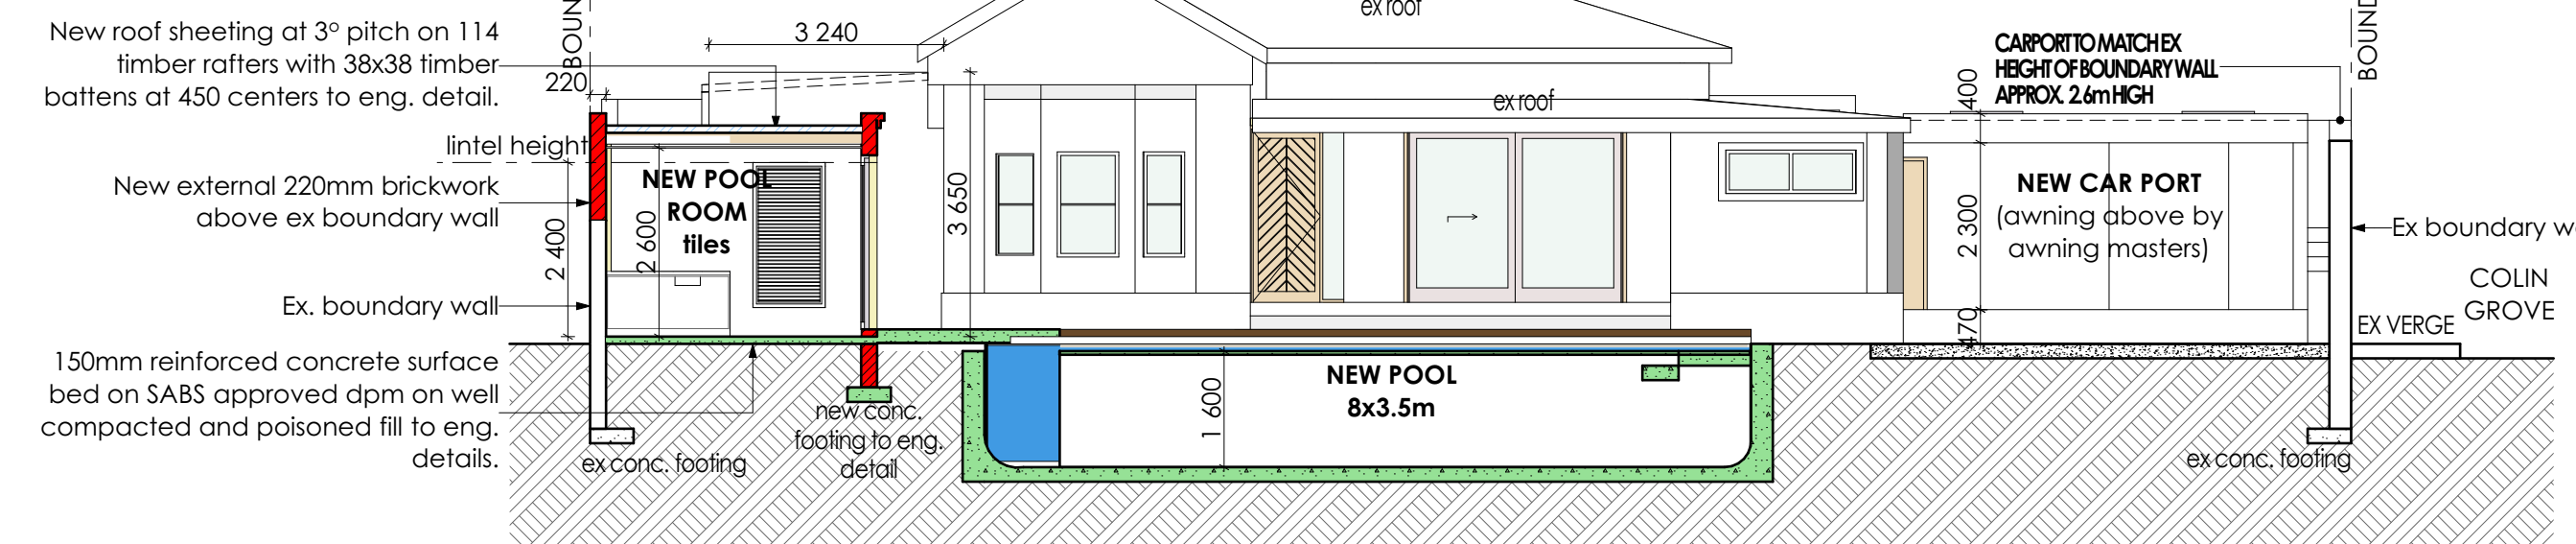 New roof sheeting at 3° pitch on 114
timber rafters with 38x38 timber
battens at 450 centers to eng. detail.
220
BOUN
3 240
ex roof
ex roof
CARPORT TO MATCH EX
HEIGHT OF BOUNDARY WALL
APPROX. 2.6m HIGH
400
BOUND
lintel height
New external 220mm brickwork
above ex boundary wall
2 400
2 600
NEW POOL
ROOM
tiles
3 650
2 300
NEW CAR PORT
(awning above by
awning masters)
Ex boundary w
COLIN
GROVE
Ex. boundary wall
470
EX VERGE
150mm reinforced concrete surface
bed on SABS approved dpm on well
compacted and poisoned fill to eng.
details.
ex conc. footing
new conc.
footing to eng.
detail
1 600
NEW POOL
8x3.5m
ex conc. footing